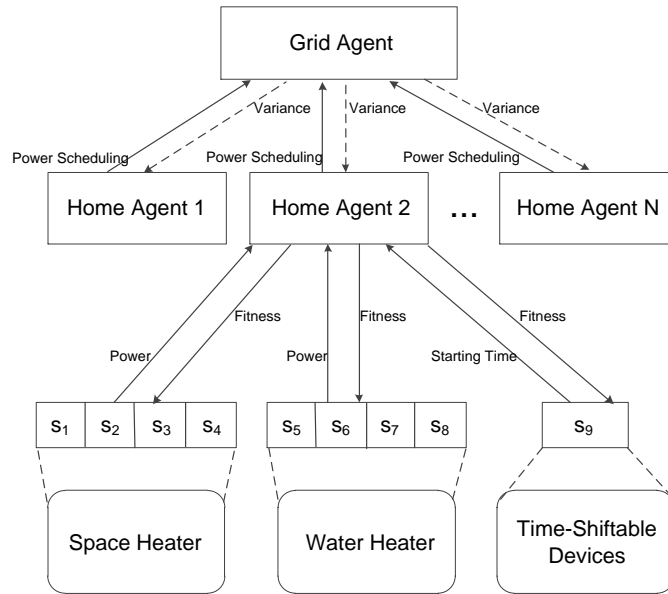 Grid Agent
Variance
Variance
Variance
Power Scheduling
Power Scheduling
Power Scheduling
Home Agent 1
Home Agent 2
...
Home Agent N
Fitness
Fitness
Fitness
Power
Power
Starting Time
s1 s2 s3 s4
s5 s6 s7 s8
s9
Space Heater
Water Heater
Time-Shiftable
Devices